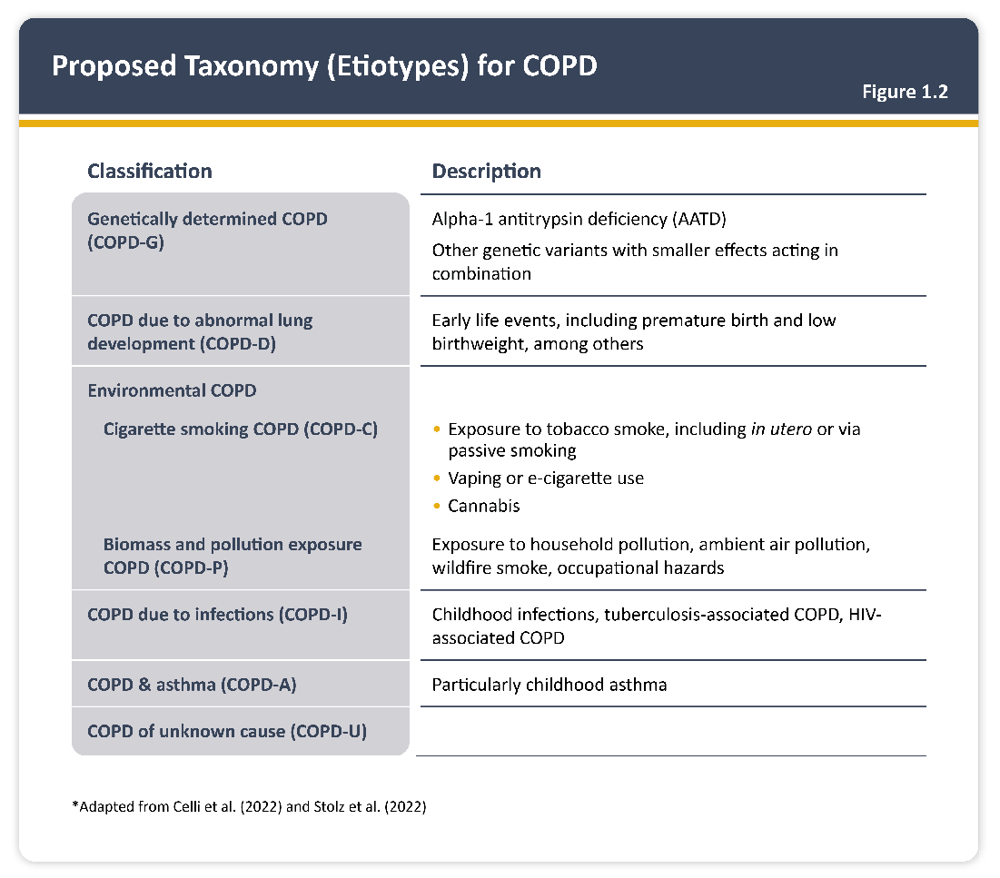 Proposed Taxonomy (Etiotypes) for COPD
Figure 1.2
Classification
Description
Genetically determined COPD
(COPD-G)
Alpha-1 antitrypsin deficiency (AATD)
Other genetic variants with smaller effects acting in
combination
COPD due to abnormal lung
development (COPD-D)
Early life events, including premature birth and low
birthweight, among others
Environmental COPD
Cigarette smoking COPD (COPD-C)
• Exposure to tobacco smoke, including in utero or via
passive smoking
• Vaping or e-cigarette use
• Cannabis
Biomass and pollution exposure
COPD (COPD-P)
Exposure to household pollution, ambient air pollution,
wildfire smoke, occupational hazards
COPD due to infections (COPD-I)
Childhood infections, tuberculosis-associated COPD, HIV-
associated COPD
COPD & asthma (COPD-A)
Particularly childhood asthma
COPD of unknown cause (COPD-U)
*Adapted from Celli et al. (2022) and Stolz et al. (2022)